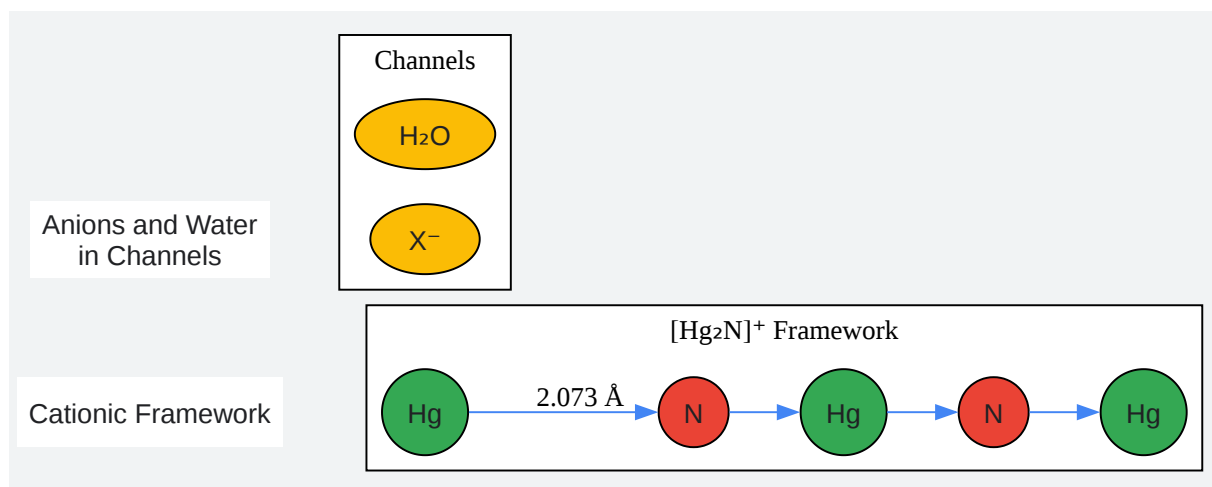 Channels
H₂O
X⁻
Anions and Water
in Channels
[Hg₂N]⁺ Framework
Cationic Framework
Hg
2.073 Å
N
Hg
N
Hg